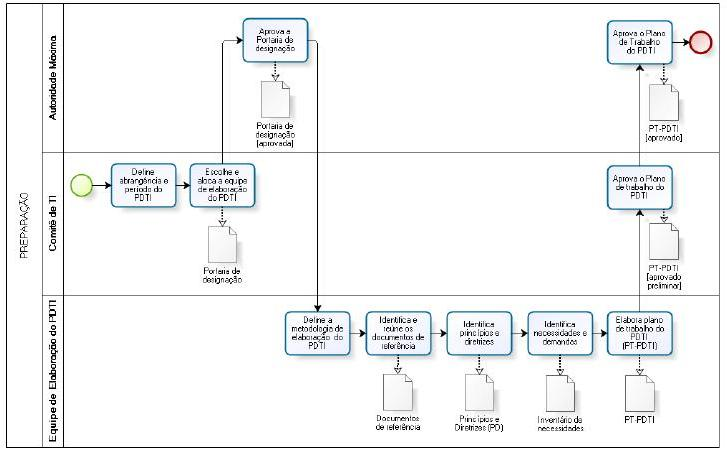 PREPARAÇÃO
Autoridade Máxima
Aprova a
Portaria de
designação
Portaria de
designação
[aprovada]
Aprova o Plano
de Trabalho
do PDTI
PT-PDTI
[aprovado]
Comitê de TI
Define
abrangência e
período do
PDTI
Escolhe e
aloca a equipe
de elaboração
do PDTI
Portaria de
designação
Aprova o Plano
de trabalho do
PDTI
PT-PDTI
[aprovado
preliminar]
Equipe de Elaboração do PDTI
Define a
metodologia de
elaboração do
PDTI
Identifica e
reúne os
documentos de
referência
Documentos
de referência
Identifica
princípios e
diretrizes
Princípios e
Diretrizes (PD)
Identifica
necessidades e
demandas
Inventário de
necessidades
Elabora plano
de trabalho do
PDTI
(PT-PDTI)
PT-PDTI